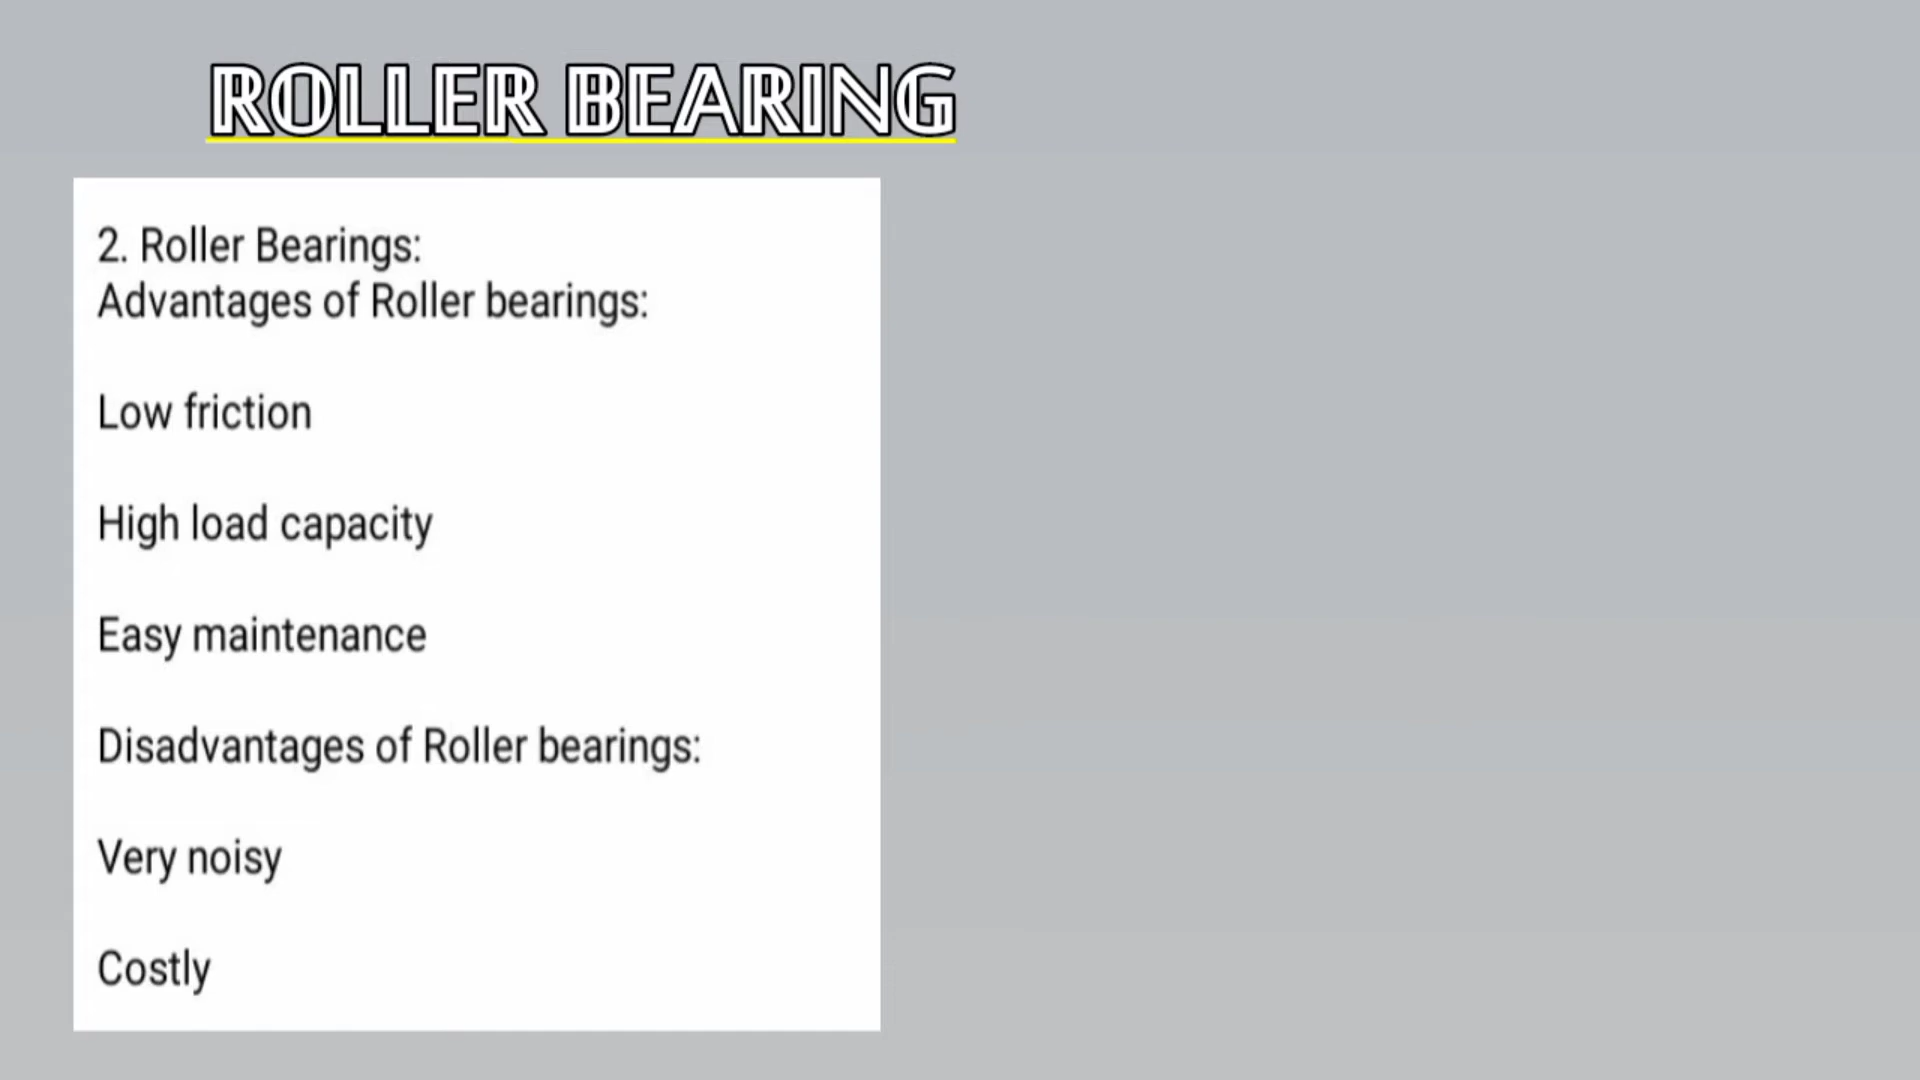 ROLLER BEARING
2. Roller Bearings:
Advantages of Roller bearings:
Low friction
High load capacity
Easy maintenance
Disadvantages of Roller bearings:
Very noisy
Costly